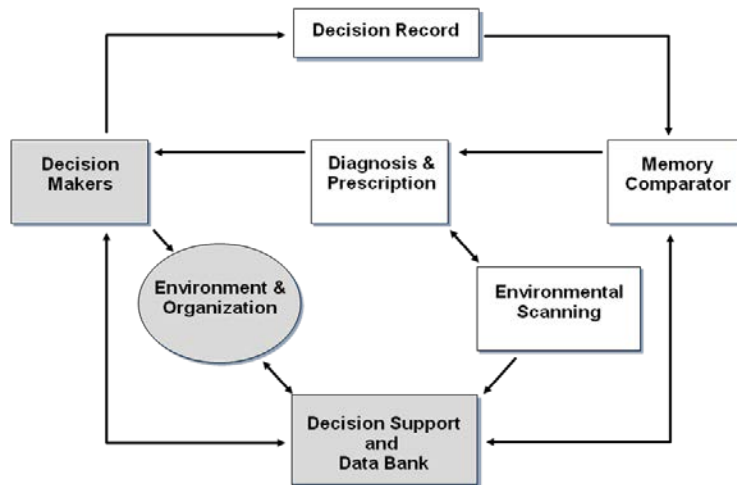 Decision Record
Decision
Makers
Diagnosis &
Prescription
Memory
Comparator
Environment &
Organization
Environmental
Scanning
Decision Support
and
Data Bank